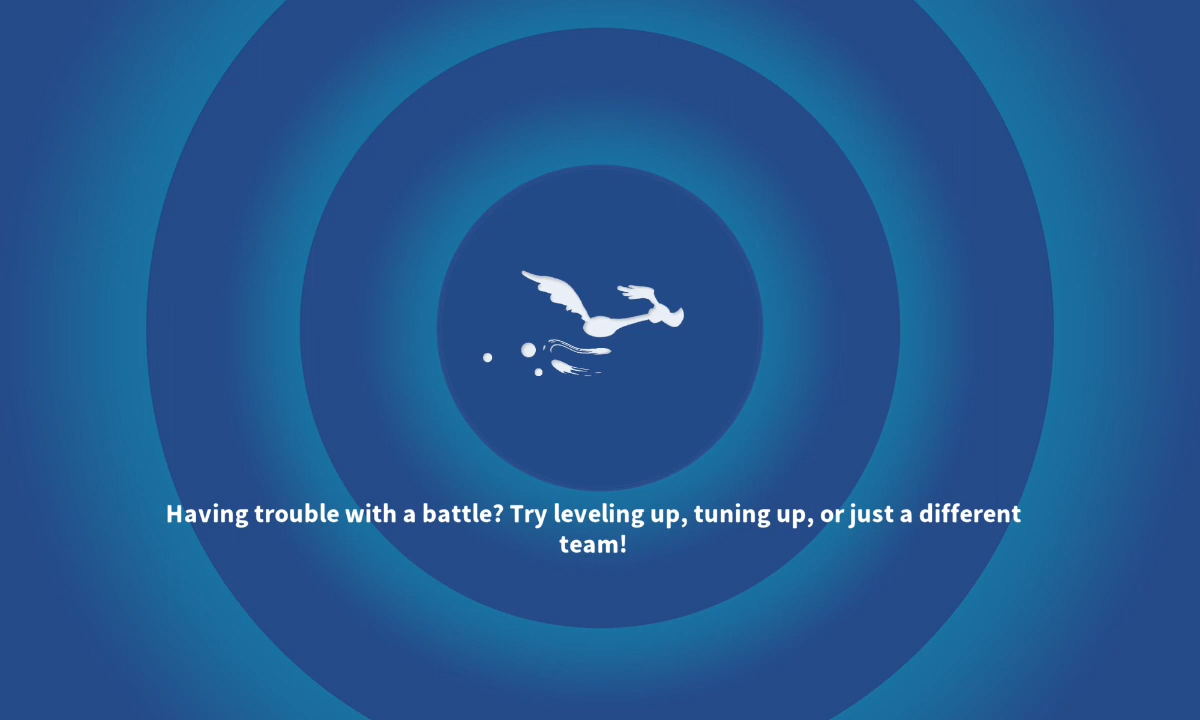 Having trouble with a battle? Try leveling up, tuning up, or just a different
team!